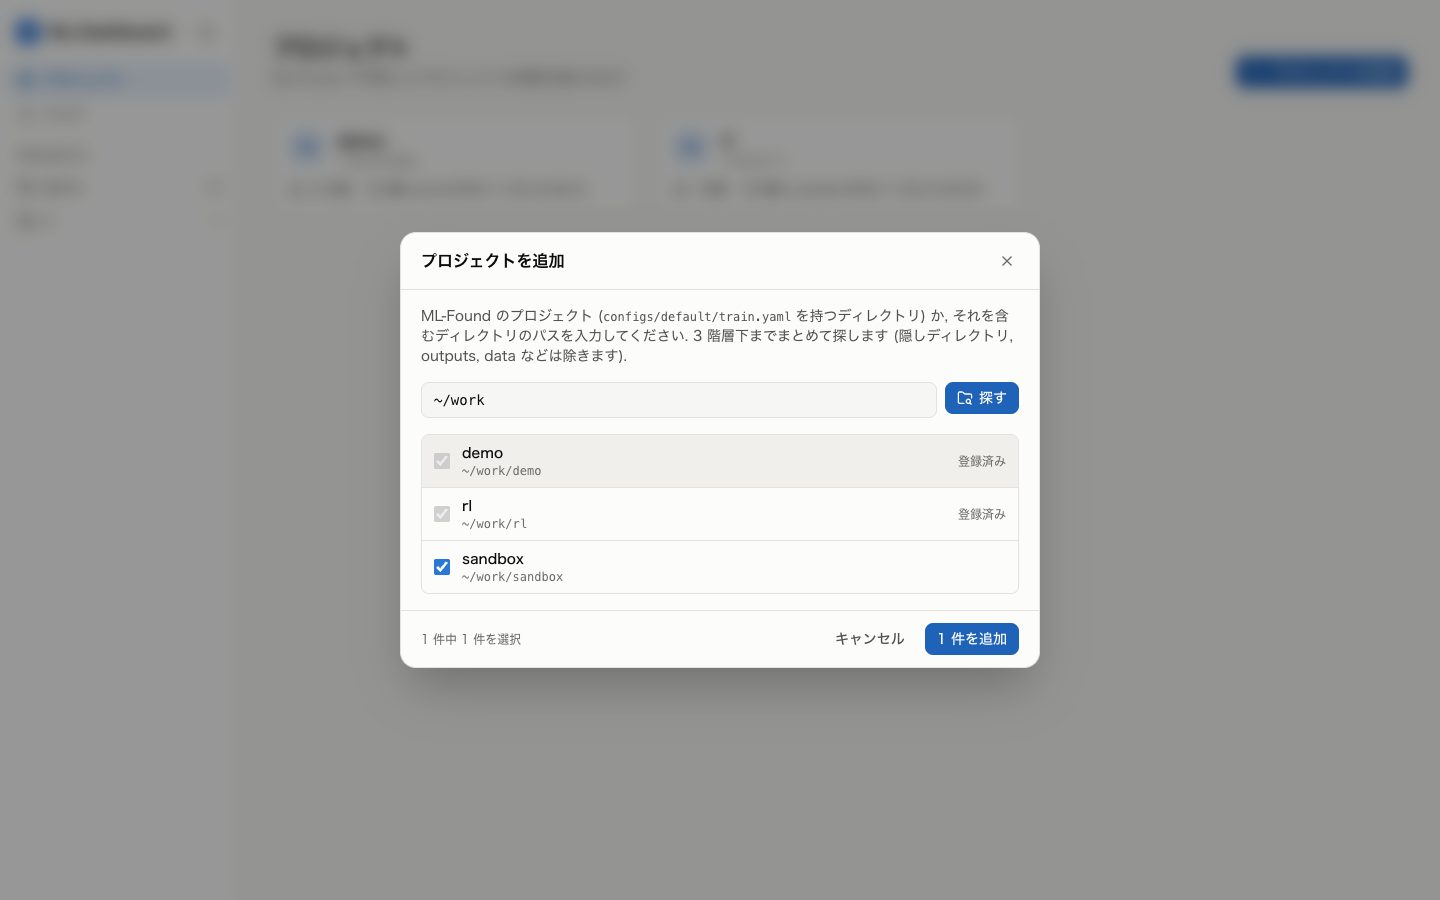 プロジェクトを追加
ML-Found のプロジェクト (configs/default/train.yaml を持つディレクトリ) か, それを含
むディレクトリのパスを入力してください. 3 階層下までまとめて探します (隠しディレクトリ,
outputs, data などは除きます).
~/work
探す
demo
~/work/demo
登録済み
rl
~/work/rl
登録済み
sandbox
~/work/sandbox
1 件中 1 件を選択
キャンセル
1 件を追加